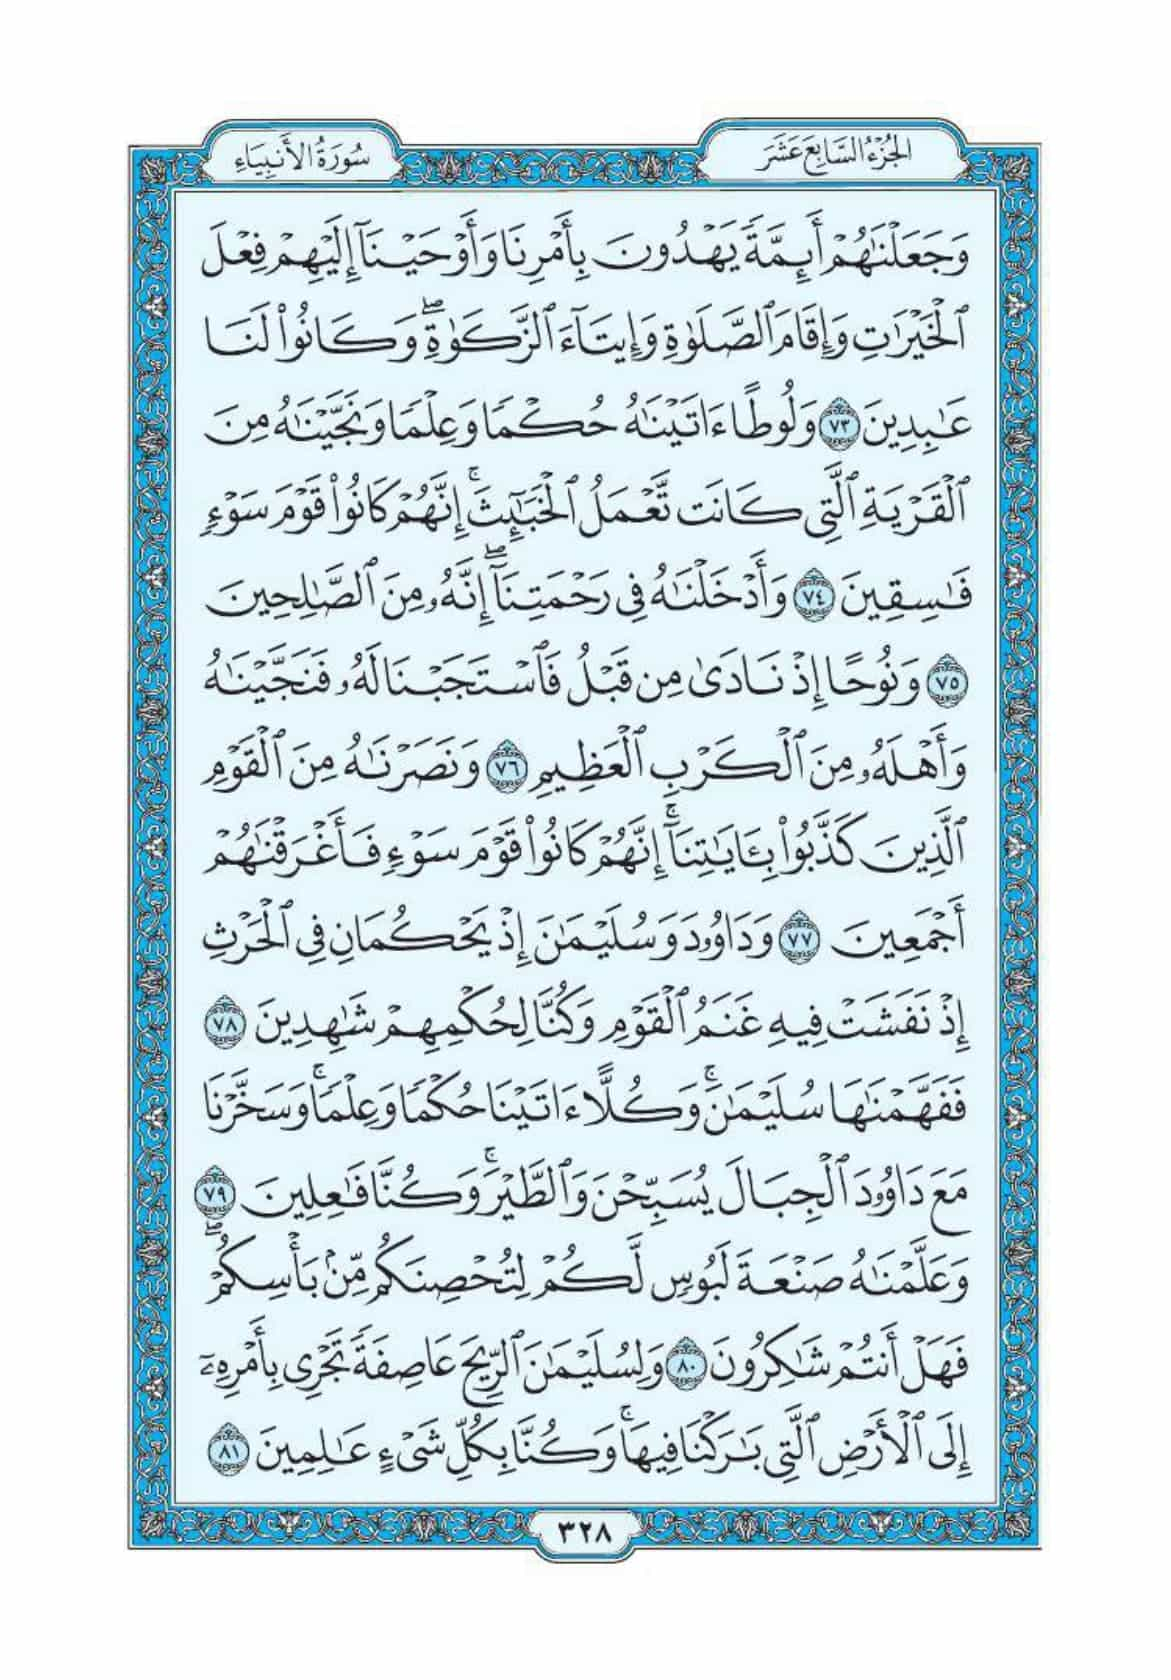 الجُزْءُ السَّابِعَ عَشَرَ
سُورَةُ الأَنبِيَاءِ
وَجَعَلْنَٰهُمْ أَئِمَّةً يَهْدُونَ بِأَمْرِنَا وَأَوْحَيْنَآ إِلَيْهِمْ فِعْلَ
ٱلْخَيْرَٰتِ وَإِقَامَ ٱلصَّلَوٰةِ وَإِيتَآءَ ٱلزَّكَوٰةِۖ وَكَانُوا۟ لَنَا
عَٰبِدِينَ ٧٣ وَلُوطًا ءَاتَيْنَٰهُ حُكْمًا وَعِلْمًا وَنَجَّيْنَٰهُ مِنَ
ٱلْقَرْيَةِ ٱلَّتِى كَانَت تَّعْمَلُ ٱلْخَبَٰٓئِثَۚ إِنَّهُمْ كَانُوا۟ قَوْمَ سَوْءٍ
فَٰسِقِينَ ٧٤ وَأَدْخَلْنَٰهُ فِى رَحْمَتِنَآۖ إِنَّهُۥ مِنَ ٱلصَّٰلِحِينَ
٧٥ وَنُوحًا إِذْ نَادَىٰ مِن قَبْلُ فَٱسْتَجَبْنَا لَهُۥ فَنَجَّيْنَٰهُ
وَأَهْلَهُۥ مِنَ ٱلْكَرْبِ ٱلْعَظِيمِ ٧٦ وَنَصَرْنَٰهُ مِنَ ٱلْقَوْمِ
ٱلَّذِينَ كَذَّبُوا۟ بِـَٔايَٰتِنَآۚ إِنَّهُمْ كَانُوا۟ قَوْمَ سَوْءٍ فَأَغْرَقْنَٰهُمْ
أَجْمَعِينَ ٧٧ وَدَاوُۥدَ وَسُلَيْمَٰنَ إِذْ يَحْكُمَانِ فِى ٱلْحَرْثِ
إِذْ نَفَشَتْ فِيهِ غَنَمُ ٱلْقَوْمِ وَكُنَّا لِحُكْمِهِمْ شَٰهِدِينَ ٧٨
فَفَهَّمْنَٰهَا سُلَيْمَٰنَۚ وَكُلًّا ءَاتَيْنَا حُكْمًا وَعِلْمًاۚ وَسَخَّرْنَا
مَعَ دَاوُۥدَ ٱلْجِبَالَ يُسَبِّحْنَ وَٱلطَّيْرَۚ وَكُنَّا فَٰعِلِينَ ٧٩
وَعَلَّمْنَٰهُ صَنْعَةَ لَبُوسٍ لَّكُمْ لِتُحْصِنَكُم مِّنۢ بَأْسِكُمْۖ
فَهَلْ أَنتُمْ شَٰكِرُونَ ٨٠ وَلِسُلَيْمَٰنَ ٱلرِّيحَ عَاصِفَةً تَجْرِى بِأَمْرِهِۦٓ
إِلَى ٱلْأَرْضِ ٱلَّتِى بَٰرَكْنَا فِيهَاۚ وَكُنَّا بِكُلِّ شَىْءٍ عَٰلِمِينَ ٨١
٣٢٨